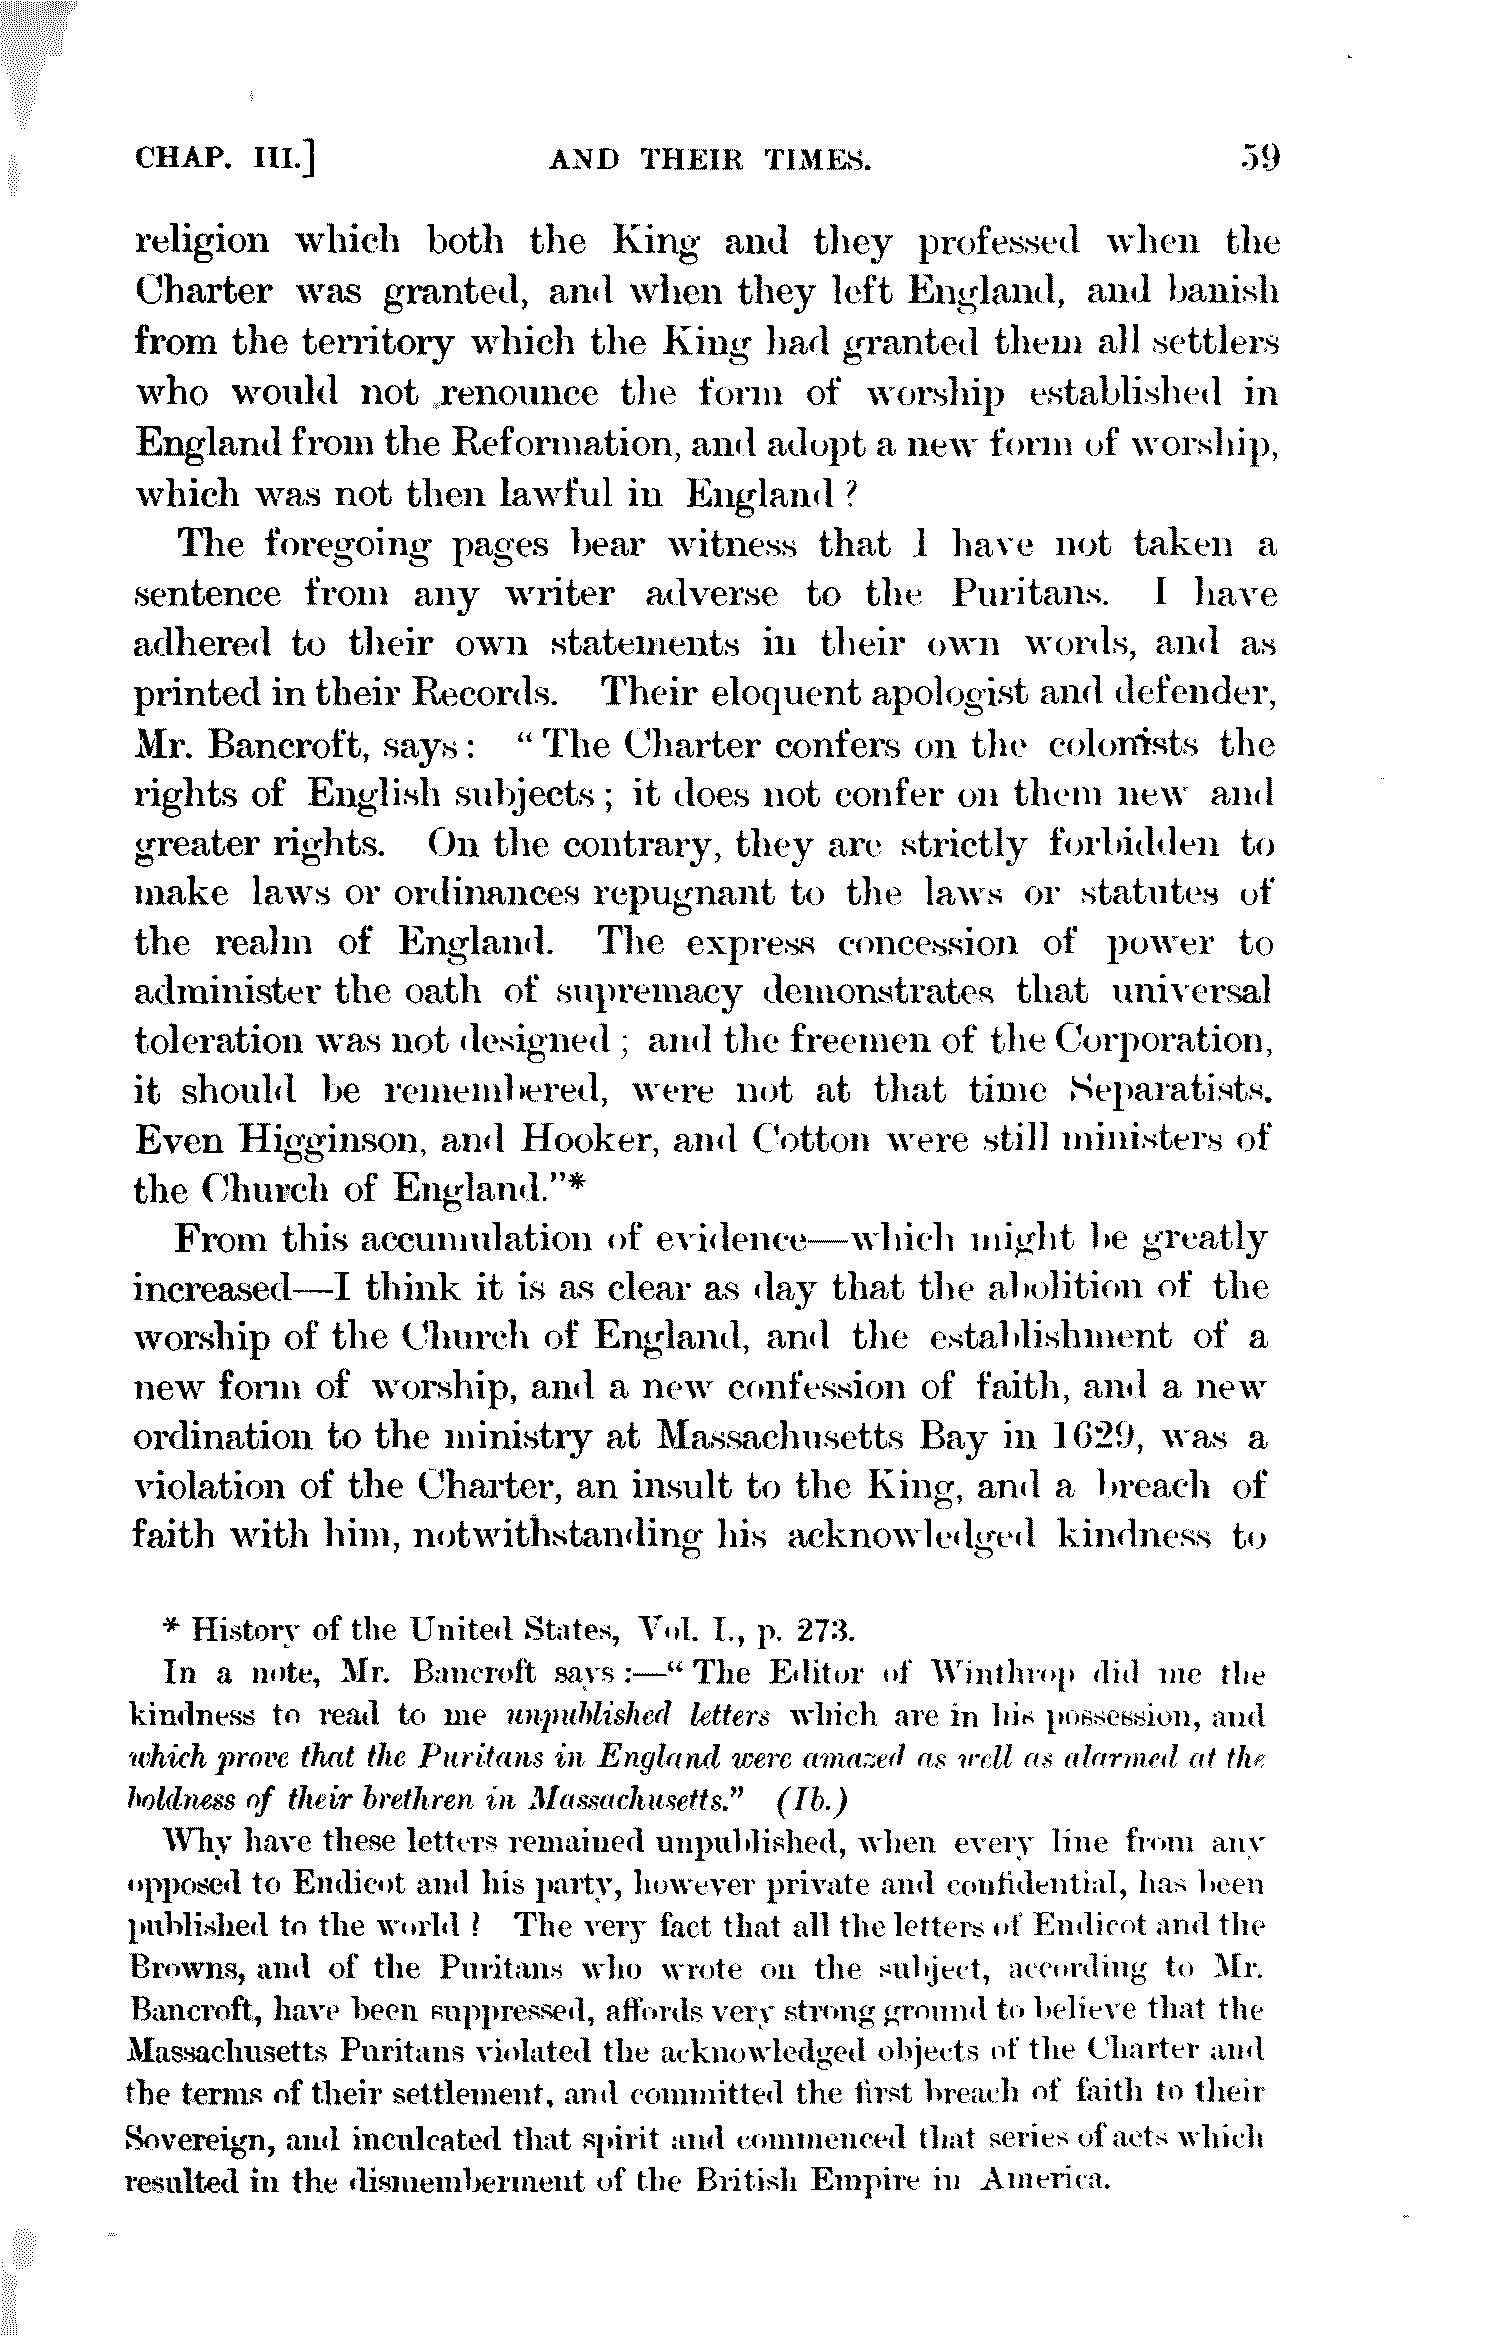 CHAP. III.] AND THEIR TIMES. 59
religion which both the King and they professed when the
Charter was granted, and when they left England, and banish
from the territory which the King had granted them all settlers
who would not renounce the form of worship established in
England from the Reformation, and adopt a new form of worship,
which was not then lawful in England ?
The foregoing pages bear witness that I have not taken a
sentence from any writer adverse to the Puritans. I have
adhered to their own statements in their own words, and as
printed in their Records. Their eloquent apologist and defender,
Mr. Bancroft, says: "The Charter confers on the colonists the
rights of English subjects; it does not confer on them new and
greater rights. On the contrary, they are strictly forbidden to
make laws or ordinances repugnant to the laws or statutes of
the realm of England. The express concession of power to
administer the oath of supremacy demonstrates that universal
toleration was not designed; and the freemen of the Corporation,
it should be remembered, were not at that time Separatists.
Even Higginson, and Hooker, and Cotton were still ministers of
the Church of England."*
From this accumulation of evidence—which might be greatly
increased—I think it is as clear as day that the abolition of the
worship of the Church of England, and the establishment of a
new form of worship, and a new confession of faith, and a new
ordination to the ministry at Massachusetts Bay in 1629, was a
violation of the Charter, an insult to the King, and a breach of
faith with him, notwithstanding his acknowledged kindness to
* History of the United States, Vol. I., p. 273.
In a note, Mr. Bancroft says:—"The Editor of Winthrop did me the
kindness to read to me unpublished letters which are in his possession, and
which prove that the Puritans in England were amazed as well as alarmed at the
boldness of their brethren in Massachusetts." (Ib.)
Why have these letters remained unpublished, when every line from any
opposed to Endicot and his party, however private and confidential, has been
published to the world ? The very fact that all the letters of Endicot and the
Browns, and of the Puritans who wrote on the subject, according to Mr.
Bancroft, have been suppressed, affords very strong ground to believe that the
Massachusetts Puritans violated the acknowledged objects of the Charter and
the terms of their settlement, and committed the first breach of faith to their
Sovereign, and inculcated that spirit and commenced that series of acts which
resulted in the dismemberment of the British Empire in America.